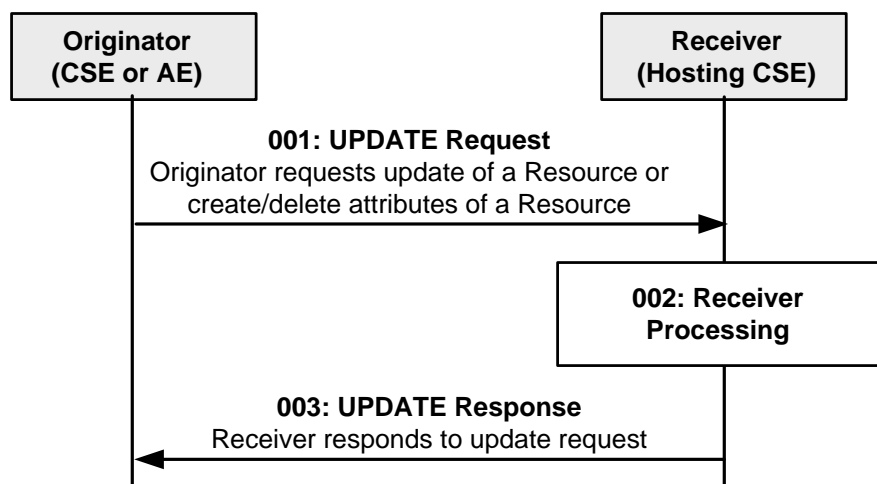 Originator
(CSE or AE)
Receiver
(Hosting CSE)
001: UPDATE Request
Originator requests update of a Resource or
create/delete attributes of a Resource
002: Receiver
Processing
003: UPDATE Response
Receiver responds to update request